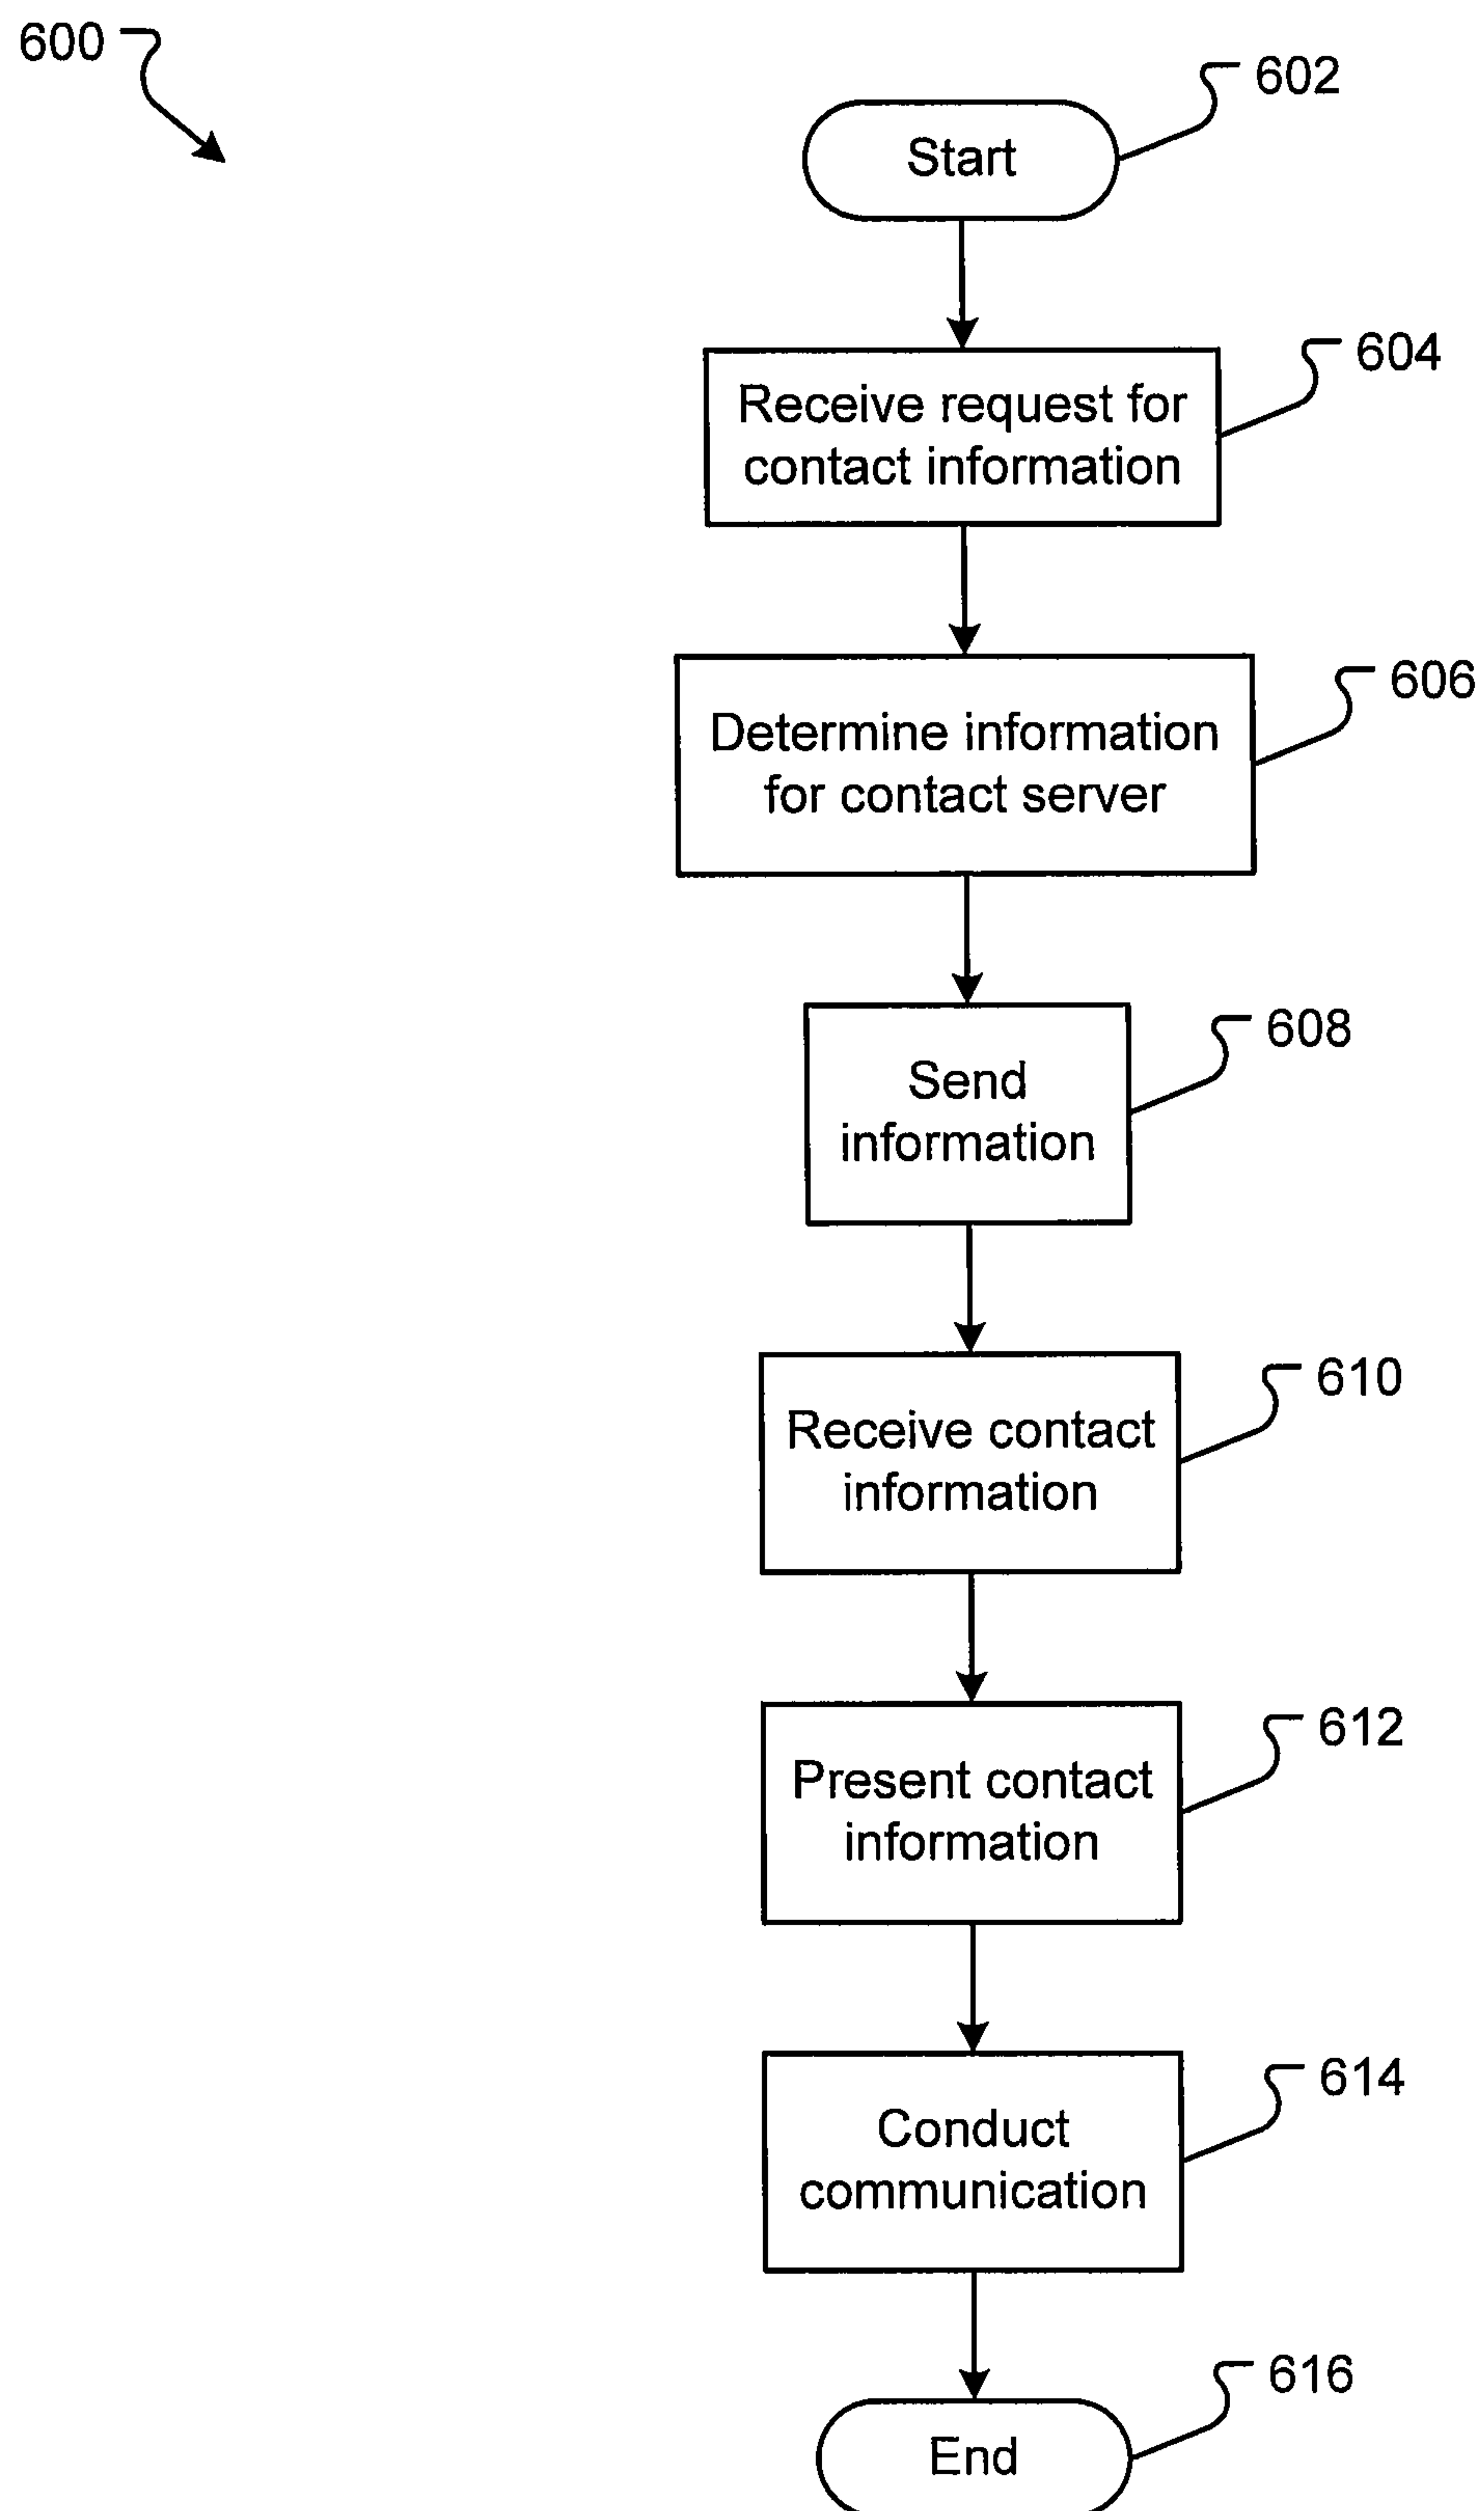 600
602
Start
604
Receive request for
contact information
606
Determine information
for contact server
608
Send
information
610
Receive contact
information
612
Present contact
information
614
Conduct
communication
616
End